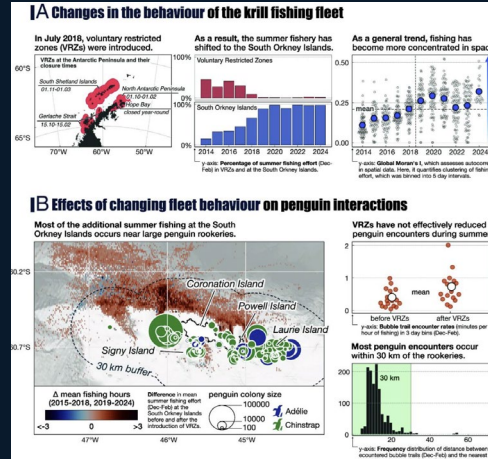 A Changes in the behaviour of the krill fishing fleet
In July 2018, voluntary restricted
zones (VRZs) were introduced.
VRZs at the Antarctic Peninsula and their
closure times
South Shetland Islands
01.11-01.03
North Antarctic Peninsula
01.10-01.02
Hope Bay
closed year-round
Gerlache Strait
15.10-15.02
60°S
65°S
70°W
60°W
50°W
As a result, the summer fishery has
shifted to the South Orkney Islands.
Voluntary Restricted Zones
100%
South Orkney Islands
100%
0%
0%
2014 2016 2018 2020 2022 2024
y-axis: Percentage of summer fishing effort (Dec-
Feb) in VRZs and at the South Orkney Islands.
As a general trend, fishing has
become more concentrated in spac
0.50
0.25
mean
0.00
2014 2016 2018 2020 2022 2024
y-axis: Global Moran's I, which assesses autocorre
in spatial data. Here, it quantifies clustering of fishing
effort, which was binned into 5 day intervals.
B Effects of changing fleet behaviour on penguin interactions
Most of the additional summer fishing at the South
Orkney Islands occurs near large penguin rookeries.
60.2°S
60.7°S
Coronation Island
Powell Island
Laurie Island
Signy Island
30 km buffer
Δ mean fishing hours
(2015-2018, 2019-2024)
<-3 0 >3
Difference in mean
summer fishing effort
(Dec-Feb) at the
South Orkney Islands
before and after the
introduction of VRZs.
penguin colony size
100000
10000
100
Adélie
Chinstrap
47°W
46°W
45°W
VRZs have not effectively reduced
penguin encounters during summer
2
1
0
mean
before VRZs
after VRZs
y-axis: Bubble trail encounter rates (minutes per
hour of fishing) in 3 day bins (Dec-Feb).
Most penguin encounters occur
within 30 km of the rookeries.
200
100
0
30 km
20
40
y-axis: Frequency distribution of distance between
encountered bubble trails (Dec-Feb) and the nearest